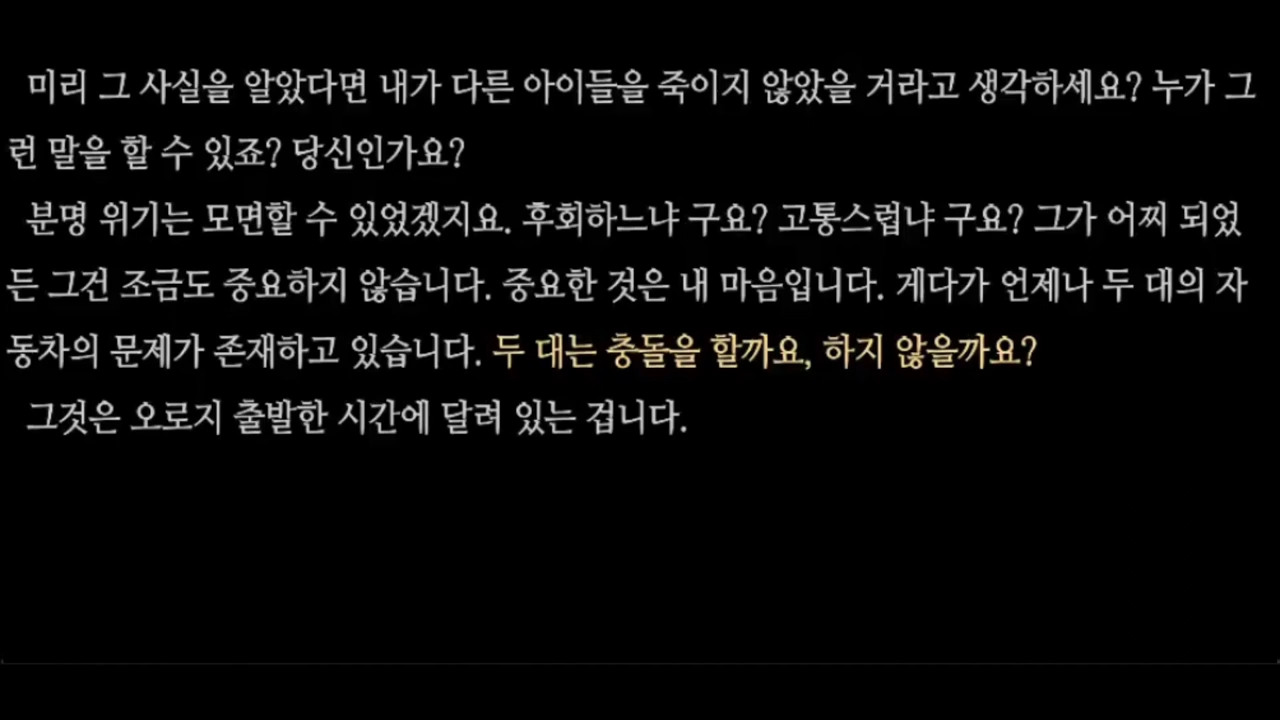 미리 그 사실을 알았다면 내가 다른 아이들을 죽이지 않았을 거라고 생각하세요? 누가 그
런 말을 할 수 있죠? 당신인가요?
분명 위기는 모면할 수 있었겠지요. 후회하느냐 구요? 고통스럽냐 구요? 그가 어찌 되었
든 그건 조금도 중요하지 않습니다. 중요한 것은 내 마음입니다. 게다가 언제나 두 대의 자
동차의 문제가 존재하고 있습니다. 두 대는 충돌을 할까요, 하지 않을까요?
그것은 오로지 출발한 시간에 달려 있는 겁니다.